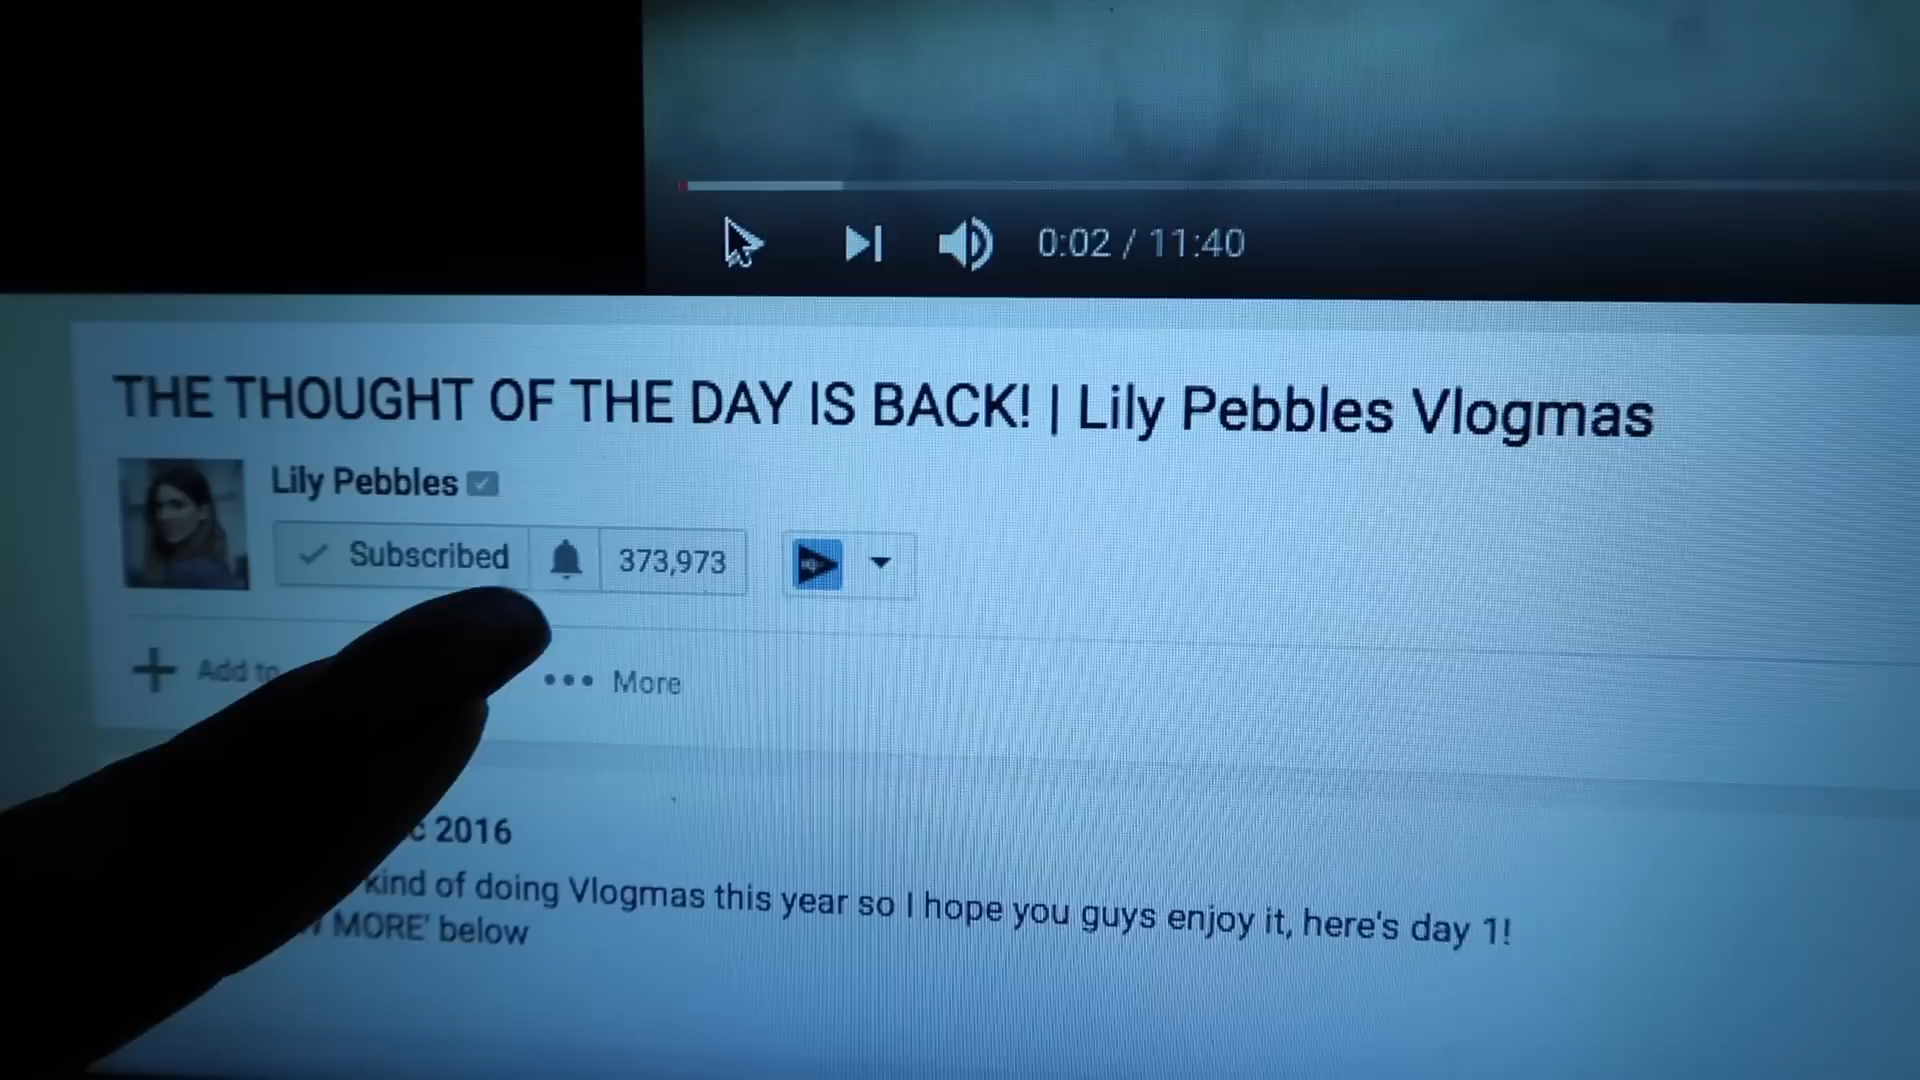 0:02 / 11:40
THE THOUGHT OF THE DAY IS BACK! | Lily Pebbles Vlogmas
Lily Pebbles
Subscribed 373,973
Add to More
2016
kind of doing Vlogmas this year so I hope you guys enjoy it, here's day 1!
MORE' below